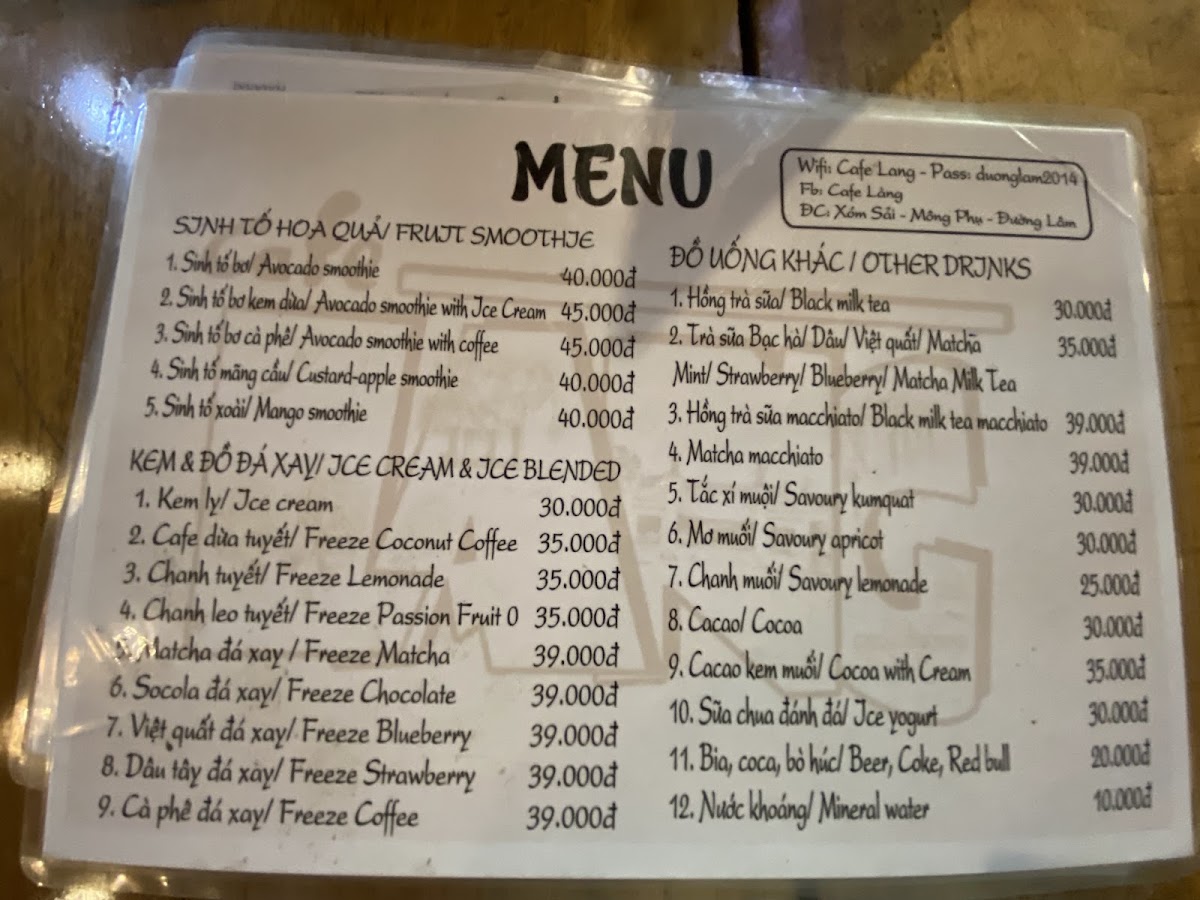 MENU
Wifi: Cafe Lang - Pass: duonglam2014
Fb: Cafe Làng
ĐC: Xóm Sải - Mông Phụ - Đường Lâm
SINH TỐ HOA QUẢ/ FRUIT SMOOTHIE
1. Sinh tố bơ/ Avocado smoothie 40.000đ
2. Sinh tố bơ kem dừa/ Avocado smoothie with Ice Cream 45.000đ
3. Sinh tố bơ cà phê/ Avocado smoothie with coffee 45.000đ
4. Sinh tố mãng cầu/ Custard-apple smoothie 40.000đ
5. Sinh tố xoài/ Mango smoothie 40.000đ
KEM & ĐỒ ĐÁ XAY/ ICE CREAM & ICE BLENDED
1. Kem ly/ Ice cream 30.000đ
2. Cafe dừa tuyết/ Freeze Coconut Coffee 35.000đ
3. Chanh tuyết/ Freeze Lemonade 35.000đ
4. Chanh leo tuyết/ Freeze Passion Fruit 0 35.000đ
5. Matcha đá xay / Freeze Matcha 39.000đ
6. Socola đá xay/ Freeze Chocolate 39.000đ
7. Việt quất đá xay/ Freeze Blueberry 39.000đ
8. Dâu tây đá xay/ Freeze Strawberry 39.000đ
9. Cà phê đá xay/ Freeze Coffee 39.000đ
ĐỒ UỐNG KHÁC / OTHER DRINKS
1. Hồng trà sữa/ Black milk tea 30.000đ
2. Trà sữa Bạc hà/ Dâu/ Việt quất/ Matcha 35.000đ
Mint/ Strawberry/ Blueberry/ Matcha Milk Tea
3. Hồng trà sữa macchiato/ Black milk tea macchiato 39.000đ
4. Matcha macchiato 39.000đ
5. Tắc xí muội/ Savoury kumquat 30.000đ
6. Mơ muối/ Savoury apricot 30.000đ
7. Chanh muối/ Savoury lemonade 25.000đ
8. Cacao/ Cocoa 30.000đ
9. Cacao kem muối/ Cocoa with Cream 35.000đ
10. Sữa chua đánh đá/ Ice yogurt 30.000đ
11. Bia, coca, bò húc/ Beer, Coke, Red bull 20.000đ
12. Nước khoáng/ Mineral water 10.000đ